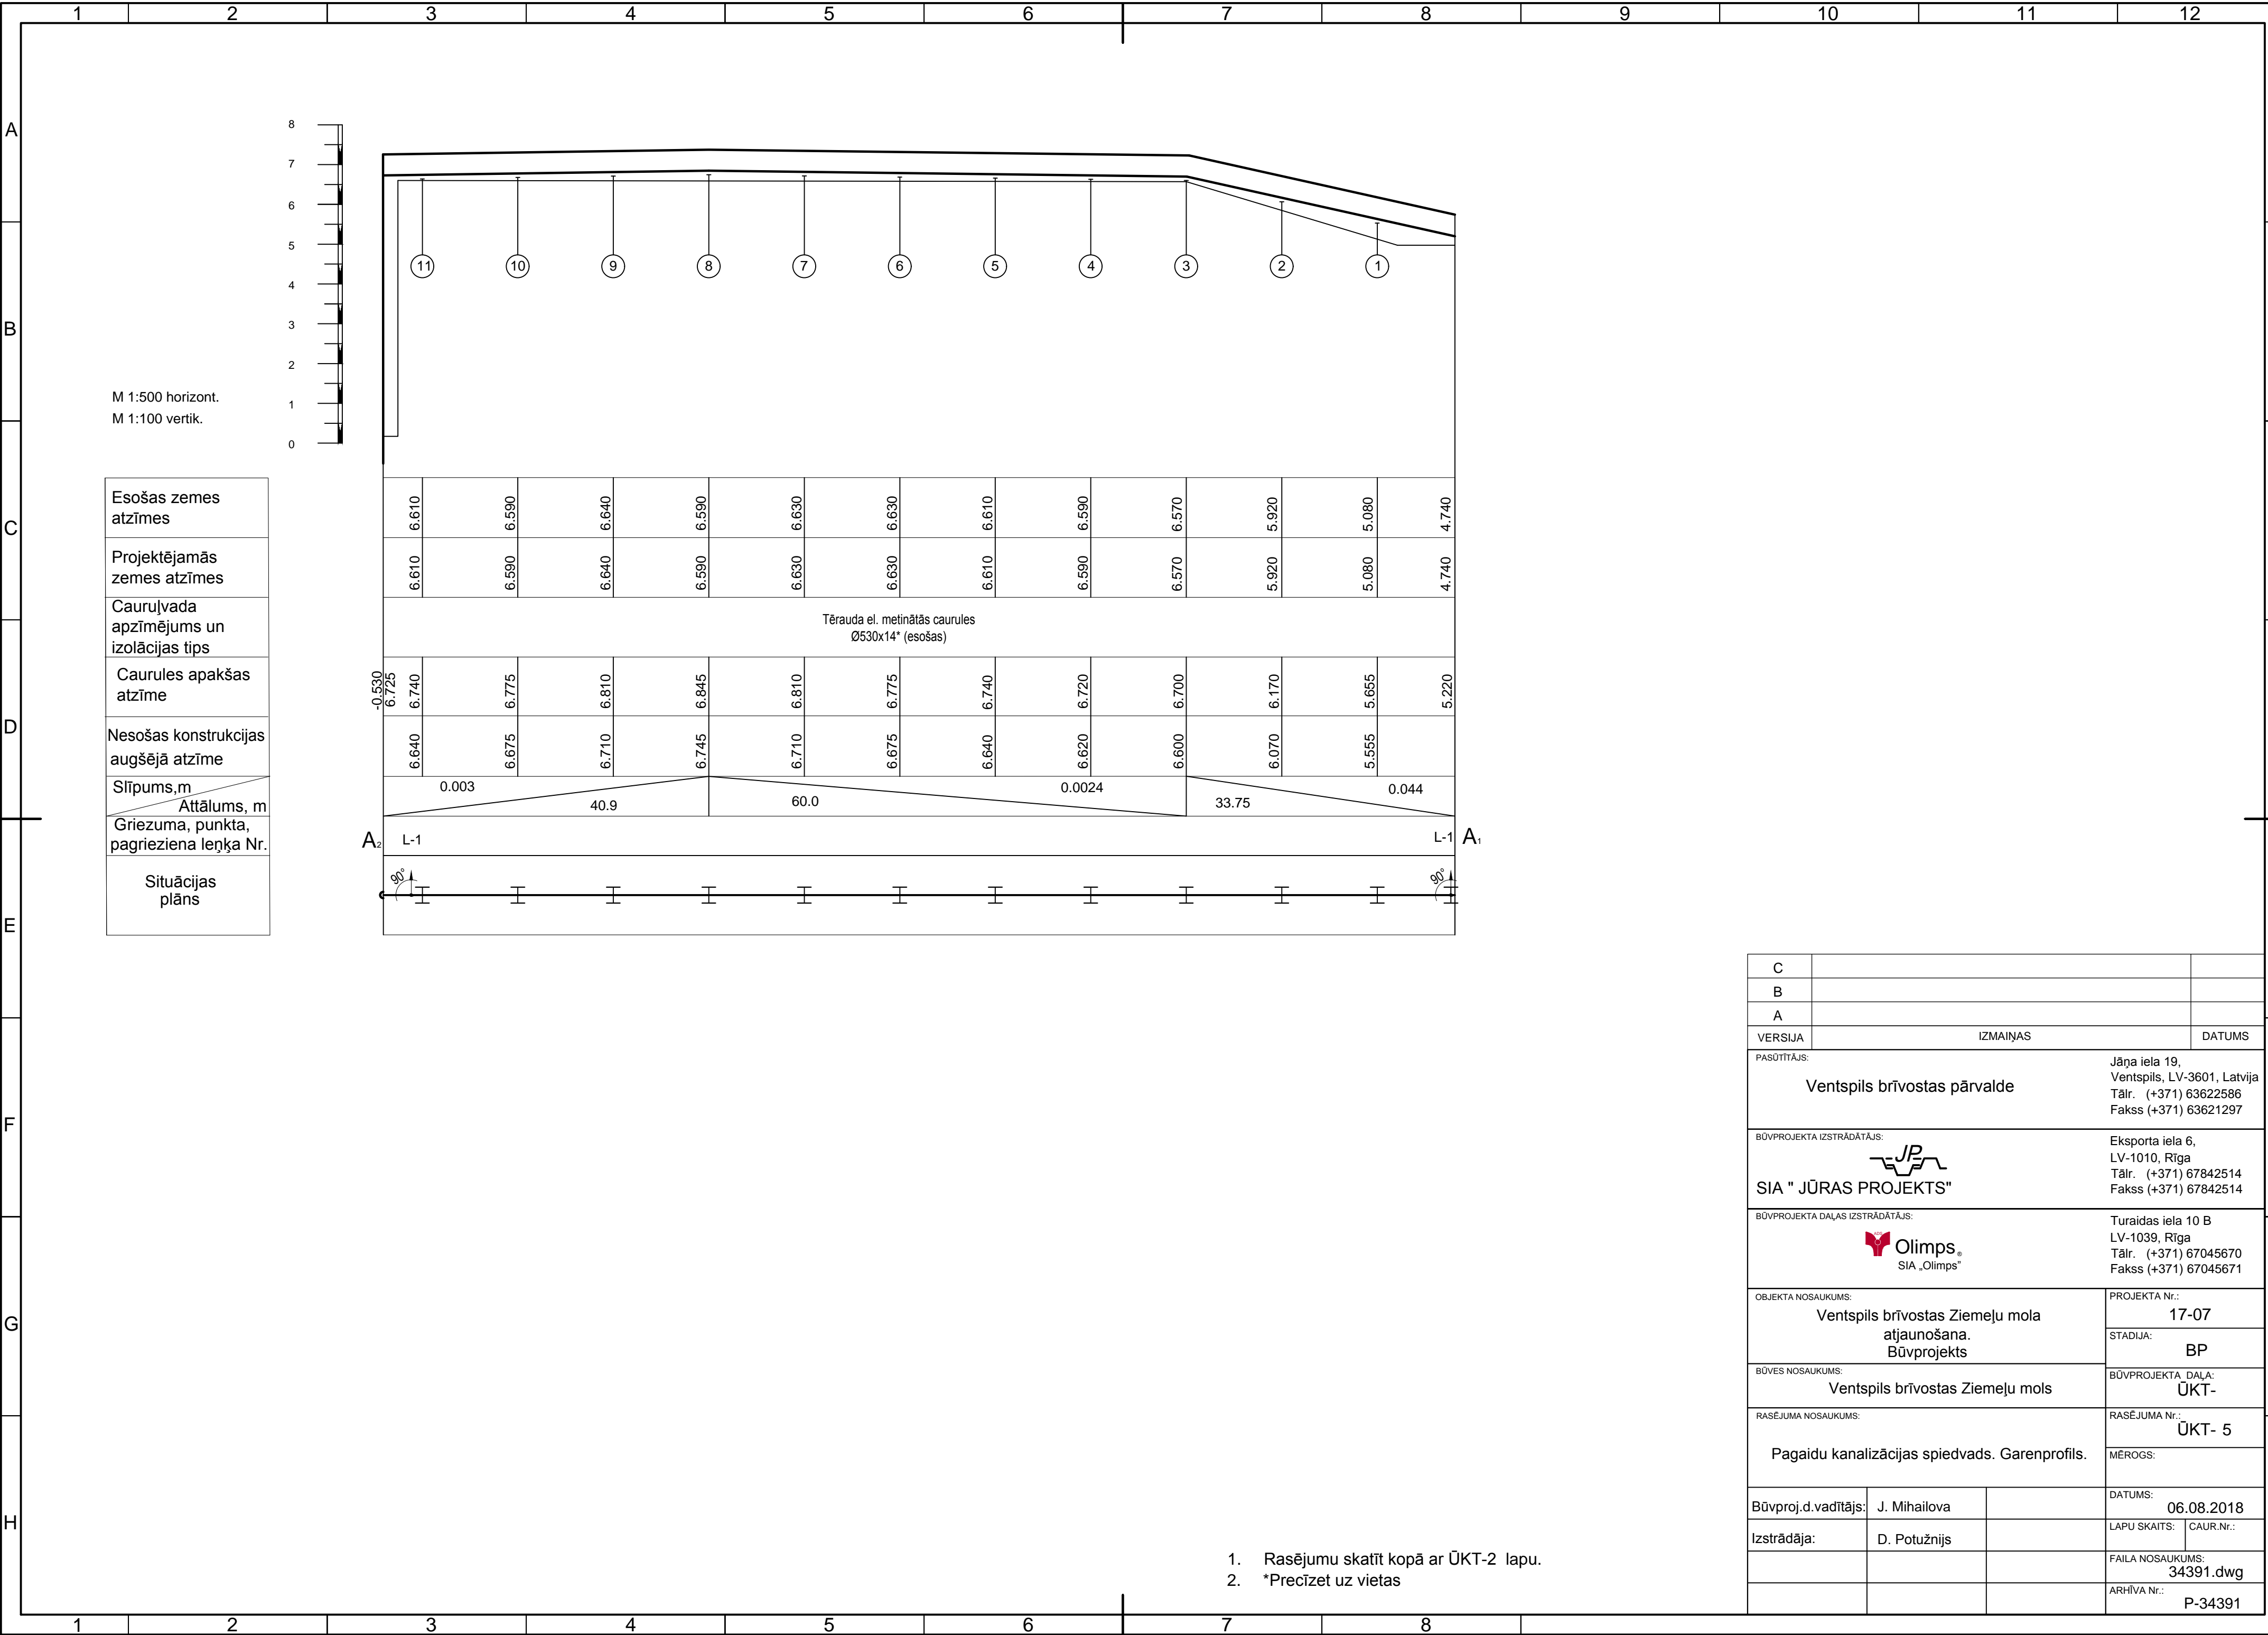 1 2 3 4 5 6 7 8 9 10 11 12
A
B
C
D
E
F
G
H
8
7
6
5
4
3
2
1
0
M 1:500 horizont.
M 1:100 vertik.
11 10 9 8 7 6 5 4 3 2 1
Esošas zemes
atzīmes
6.610 6.590 6.640 6.590 6.630 6.630 6.610 6.590 6.570 5.920 5.080 4.740
Projektējamās
zemes atzīmes
6.610 6.590 6.640 6.590 6.630 6.630 6.610 6.590 6.570 5.920 5.080 4.740
Cauruļvada
apzīmējums un
izolācijas tips
Tērauda el. metinātās caurules
Ø530x14* (esošas)
Caurules apakšas
atzīme
-0.530 6.725 6.740 6.775 6.810 6.845 6.810 6.775 6.740 6.720 6.700 6.170 5.655 5.220
Nesošas konstrukcijas
augšējā atzīme
6.640 6.675 6.710 6.745 6.710 6.675 6.640 6.620 6.600 6.070 5.555
Slīpums,m
Attālums, m
0.003 0.0024 0.044
40.9 60.0 33.75
Griezuma, punkta,
pagrieziena leņķa Nr.
A2 L-1 L-1 A1
Situācijas
plāns
90° 90°
C
B
A
VERSIJA IZMAIŅAS DATUMS
PASŪTĪTĀJS:
Ventspils brīvostas pārvalde
Jāņa iela 19,
Ventspils, LV-3601, Latvija
Tālr. (+371) 63622586
Fakss (+371) 63621297
BŪVPROJEKTA IZSTRĀDĀTĀJS:
JP
SIA " JŪRAS PROJEKTS"
Eksporta iela 6,
LV-1010, Rīga
Tālr. (+371) 67842514
Fakss (+371) 67842514
BŪVPROJEKTA DAĻAS IZSTRĀDĀTĀJS:
Olimps®
SIA „Olimps”
Turaidas iela 10 B
LV-1039, Rīga
Tālr. (+371) 67045670
Fakss (+371) 67045671
OBJEKTA NOSAUKUMS:
Ventspils brīvostas Ziemeļu mola
atjaunošana.
Būvprojekts
PROJEKTA Nr.:
17-07
STADIJA:
BP
BŪVES NOSAUKUMS:
Ventspils brīvostas Ziemeļu mols
BŪVPROJEKTA DAĻA:
ŪKT-
RASĒJUMA NOSAUKUMS:
Pagaidu kanalizācijas spiedvads. Garenprofils.
RASĒJUMA Nr.:
ŪKT- 5
MĒROGS:
Būvproj.d.vadītājs: J. Mihailova
DATUMS:
06.08.2018
Izstrādāja: D. Potužnijs
LAPU SKAITS: CAUR.Nr.:
FAILA NOSAUKUMS:
34391.dwg
ARHĪVA Nr.:
P-34391
1. Rasējumu skatīt kopā ar ŪKT-2 lapu.
2. *Precīzet uz vietas
1 2 3 4 5 6 7 8